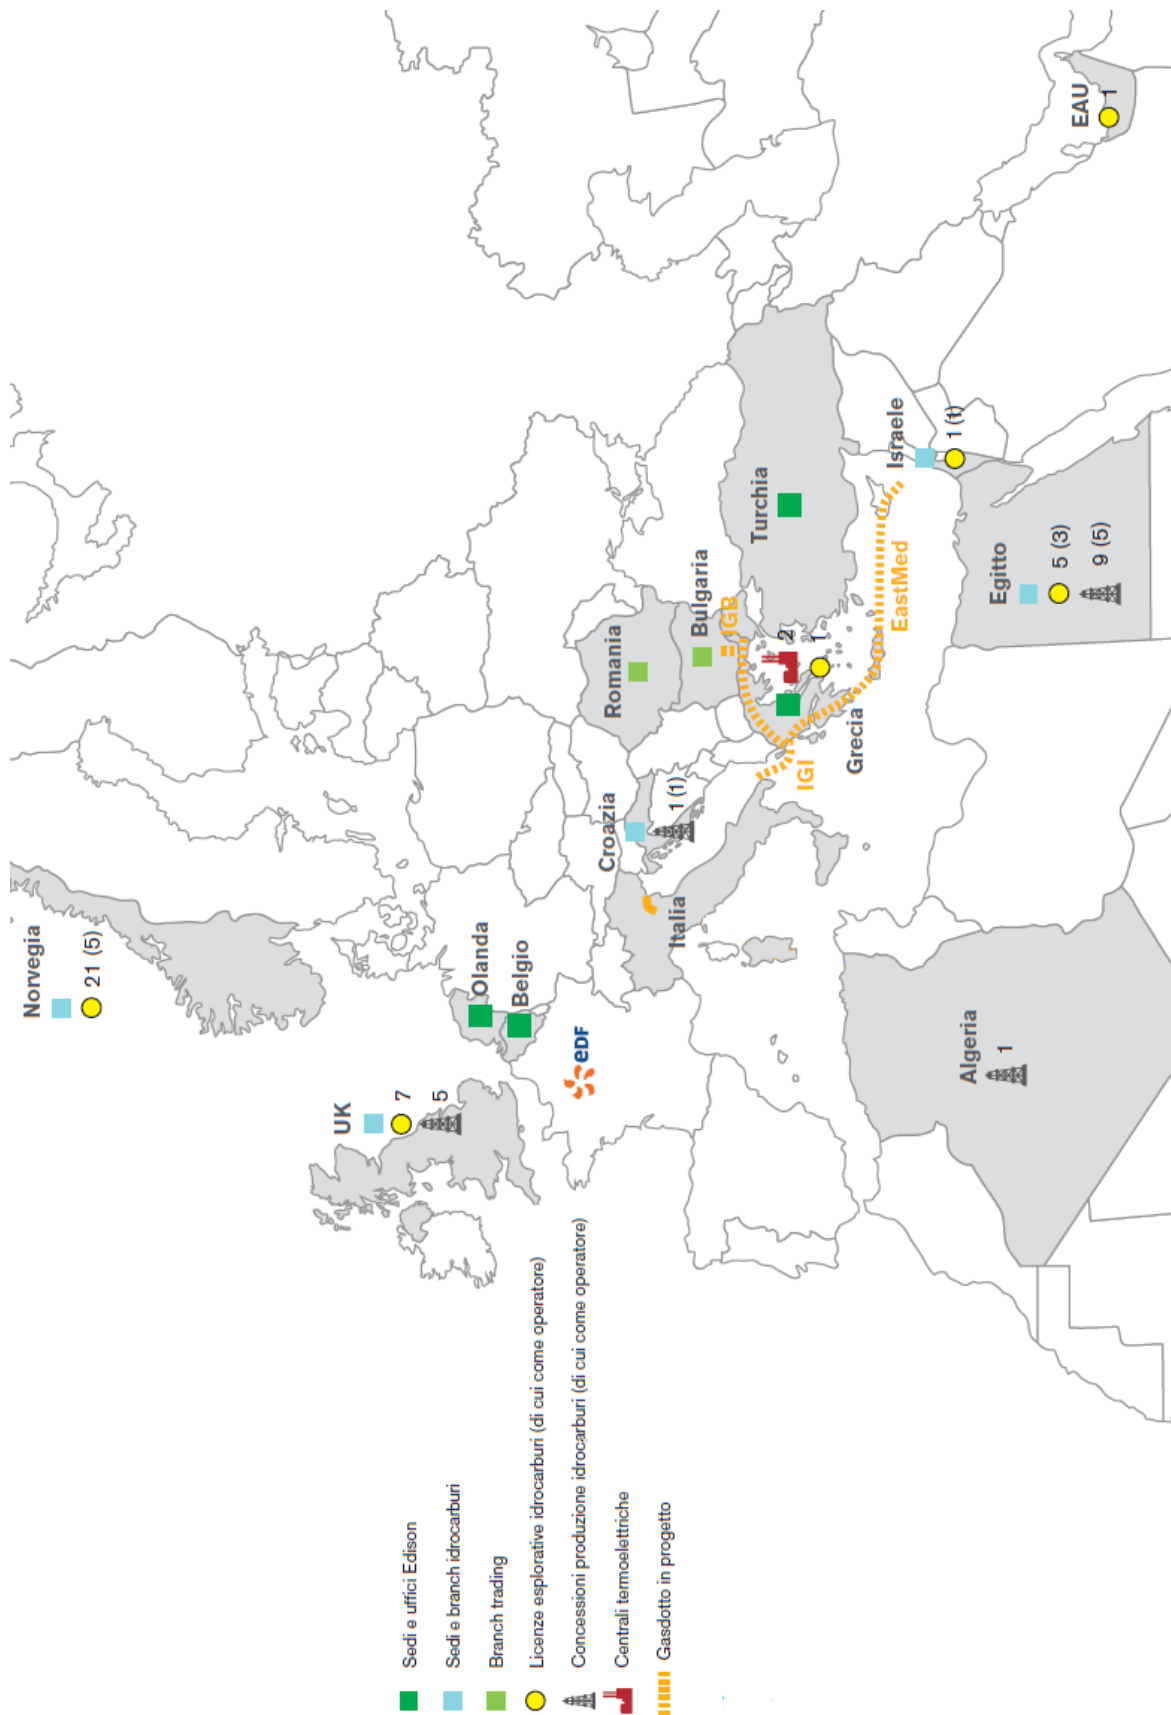 Norvegia
21 (5)
UK
7
5
Olanda
Belgio
eDF
Croazia
1 (1)
Italia
Romania
Bulgaria
IGB
IGI
Grecia
2
1
Turchia
EastMed
Israele
1 (1)
Egitto
5 (3)
9 (5)
EAU
1
Algeria
1
Sedi e uffici Edison
Sedi e branch idrocarburi
Branch trading
Licenze esplorative idrocarburi (di cui come operatore)
Concessioni produzione idrocarburi (di cui come operatore)
Centrali termoelettriche
Gasdotto in progetto